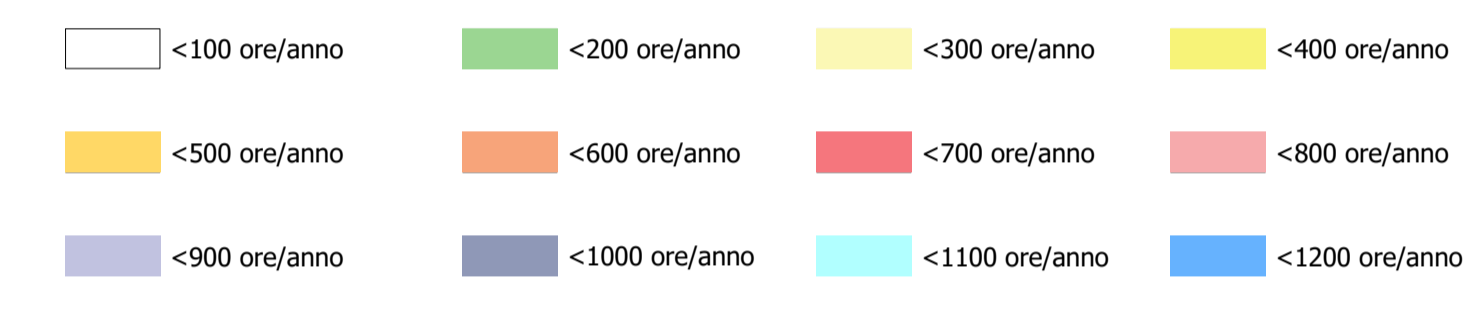 <100 ore/anno <200 ore/anno <300 ore/anno <400 ore/anno
<500 ore/anno <600 ore/anno <700 ore/anno <800 ore/anno
<900 ore/anno <1000 ore/anno <1100 ore/anno <1200 ore/anno